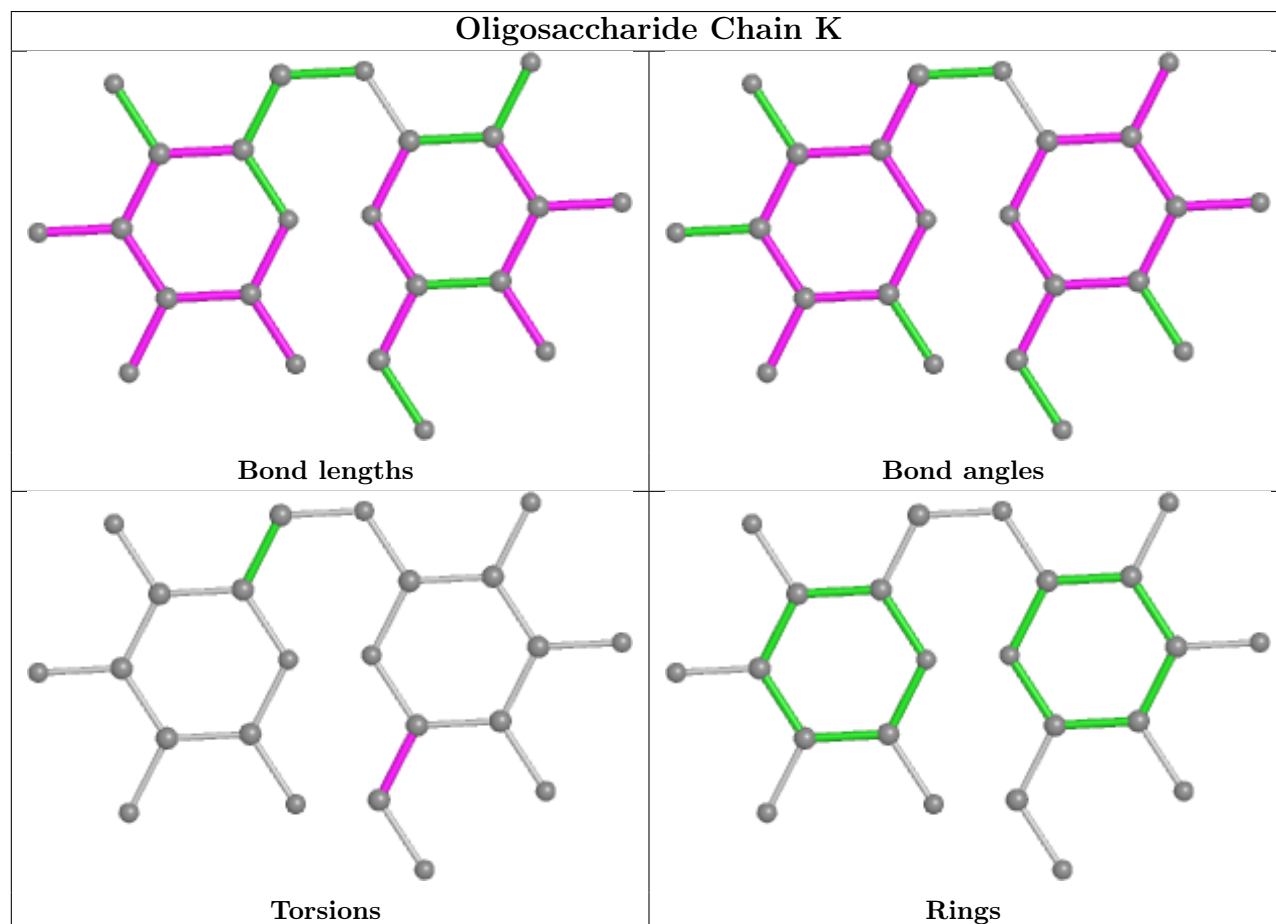 Oligosaccharide Chain K
Bond lengths
Bond angles
Torsions
Rings